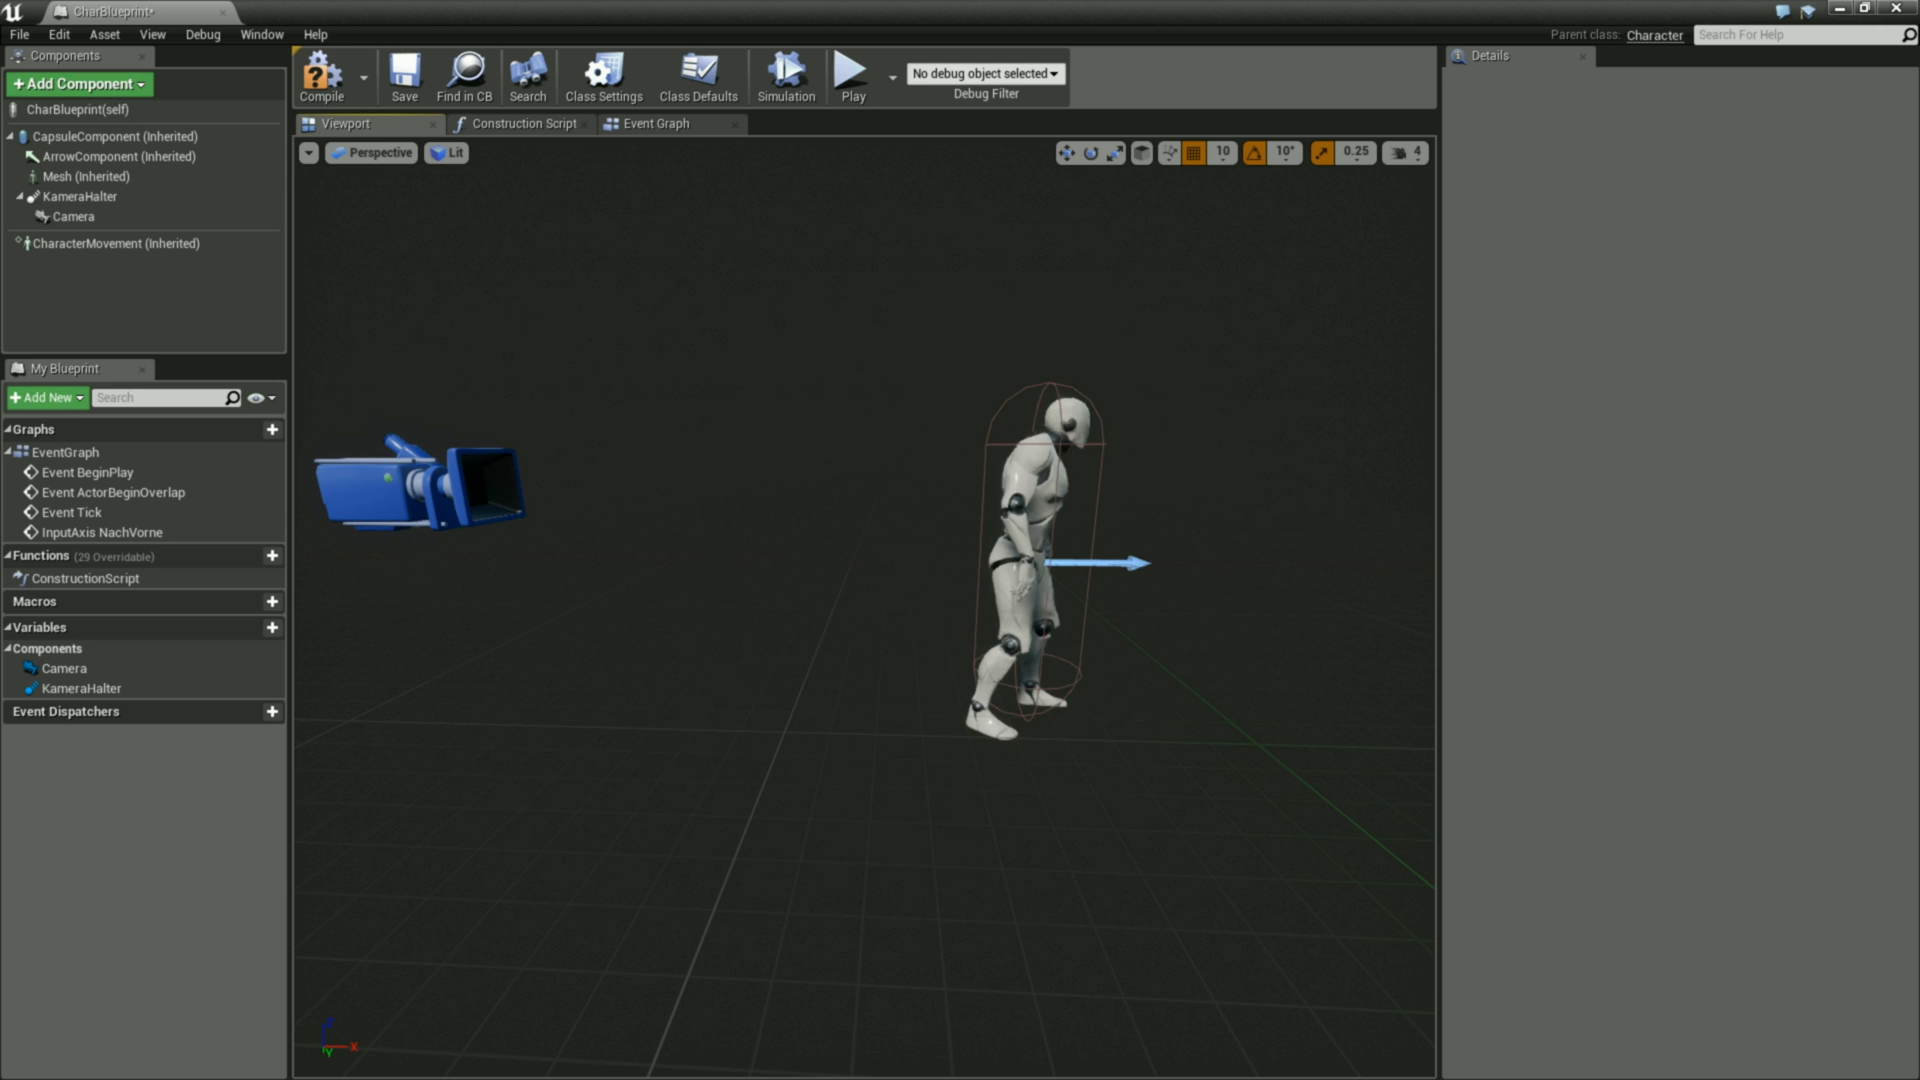 CharBlueprint*
File Edit Asset View Debug Window Help
Parent class: Character Search For Help
Components
+ Add Component
CharBlueprint(self)
CapsuleComponent (Inherited)
ArrowComponent (Inherited)
Mesh (Inherited)
KameraHalter
Camera
CharacterMovement (Inherited)
Compile Save Find in CB Search Class Settings Class Defaults Simulation Play
No debug object selected
Debug Filter
Viewport Construction Script Event Graph
Perspective Lit
10 10° 0.25 4
Details
My Blueprint
+ Add New Search
Graphs
EventGraph
Event BeginPlay
Event ActorBeginOverlap
Event Tick
InputAxis NachVorne
Functions (29 Overridable)
ConstructionScript
Macros
Variables
Components
Camera
KameraHalter
Event Dispatchers
Z
X
Y